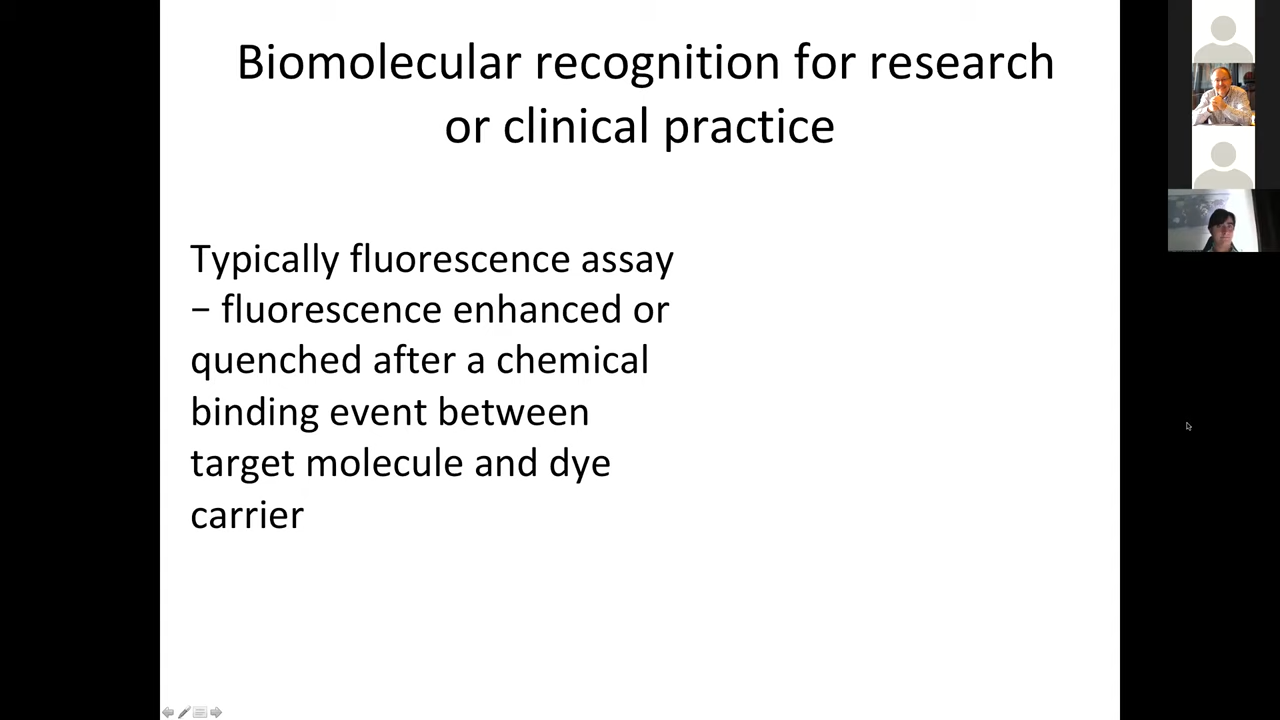 Biomolecular recognition for research
or clinical practice
Typically fluorescence assay
− fluorescence enhanced or
quenched after a chemical
binding event between
target molecule and dye
carrier